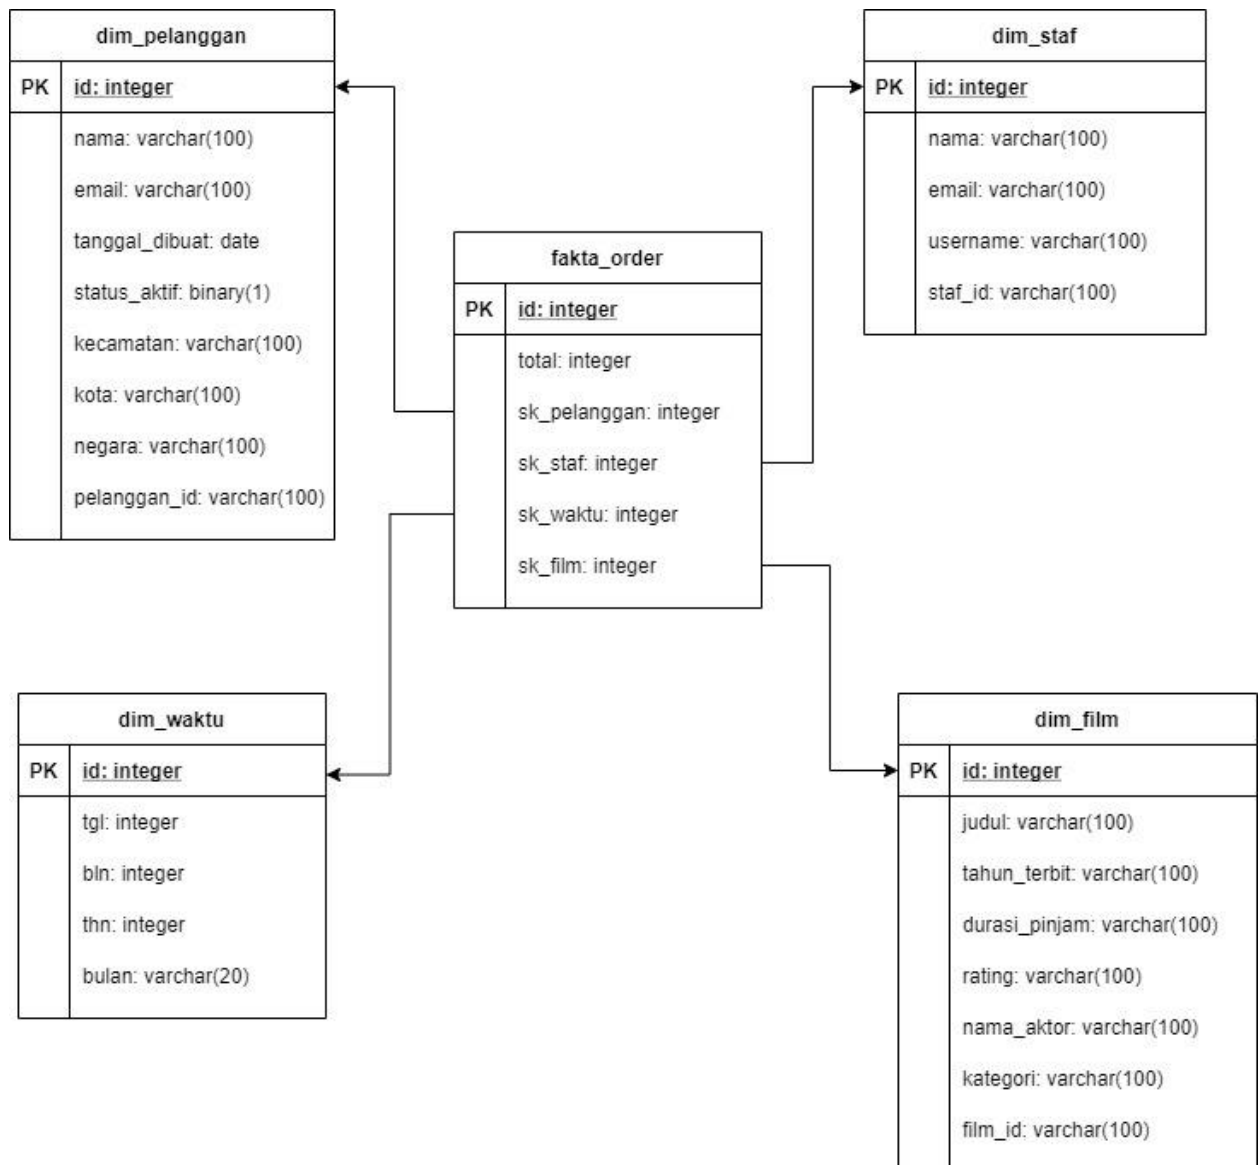 dim_pelanggan
PK id: integer
nama: varchar(100)
email: varchar(100)
tanggal_dibuat: date
status_aktif: binary(1)
kecamatan: varchar(100)
kota: varchar(100)
negara: varchar(100)
pelanggan_id: varchar(100)
dim_staf
PK id: integer
nama: varchar(100)
email: varchar(100)
username: varchar(100)
staf_id: varchar(100)
fakta_order
PK id: integer
total: integer
sk_pelanggan: integer
sk_staf: integer
sk_waktu: integer
sk_film: integer
dim_waktu
PK id: integer
tgl: integer
bln: integer
thn: integer
bulan: varchar(20)
dim_film
PK id: integer
judul: varchar(100)
tahun_terbit: varchar(100)
durasi_pinjam: varchar(100)
rating: varchar(100)
nama_aktor: varchar(100)
kategori: varchar(100)
film_id: varchar(100)